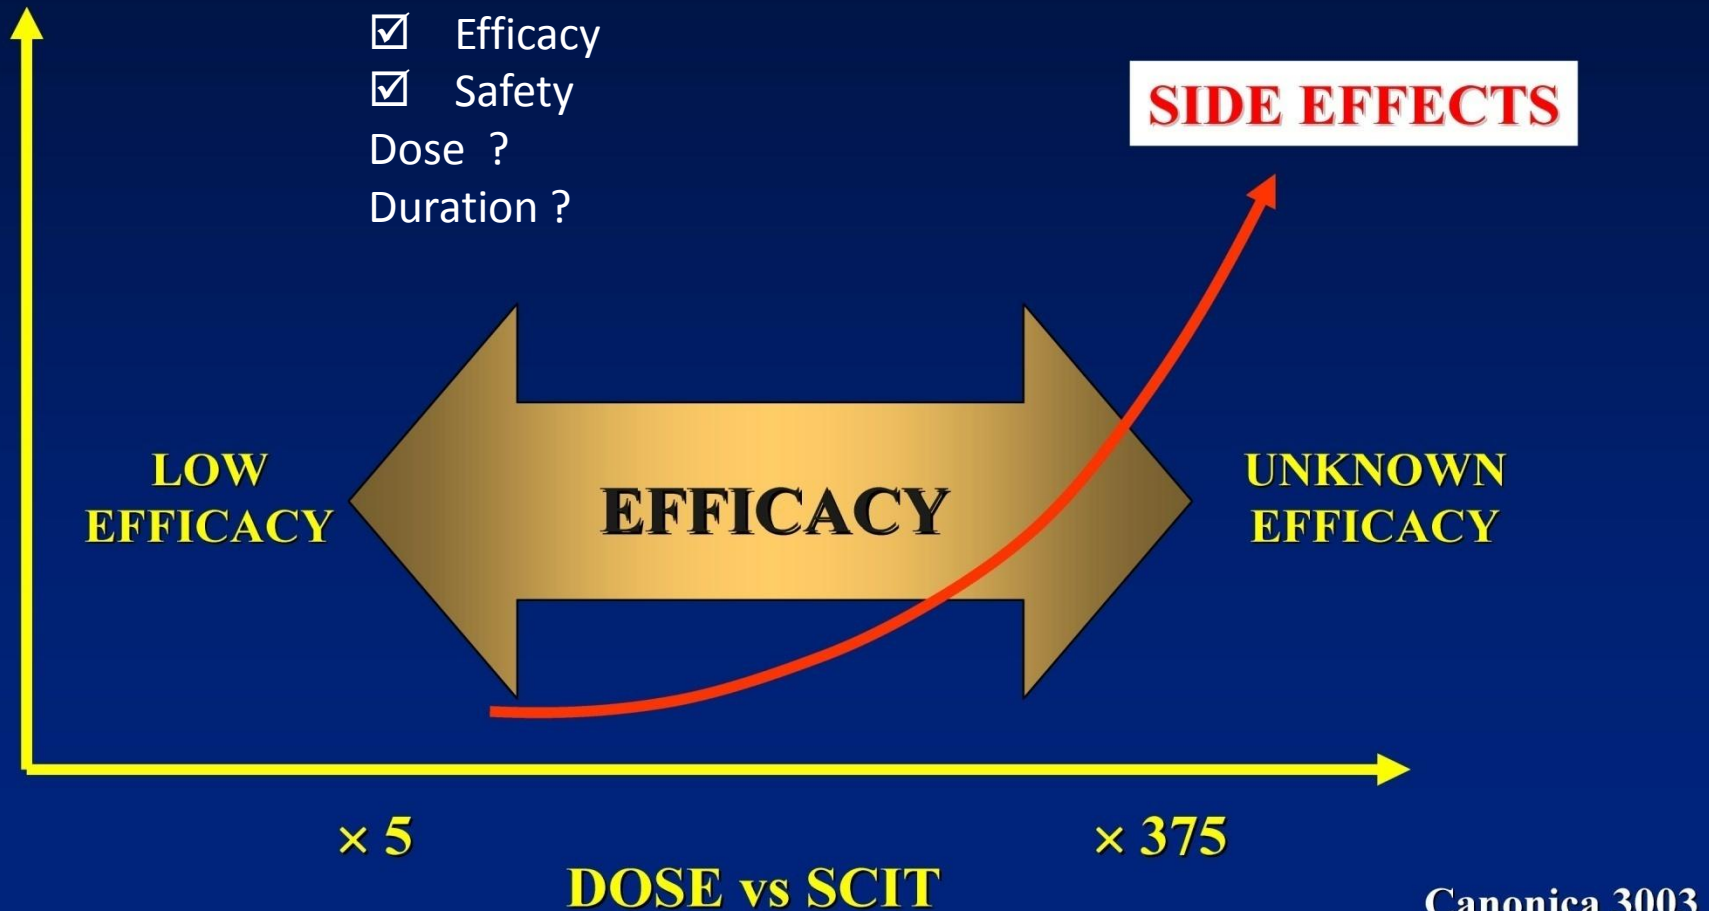 ☑ Efficacy
☑ Safety
Dose ?
Duration ?
SIDE EFFECTS
LOW
EFFICACY
EFFICACY
UNKNOWN
EFFICACY
× 5
× 375
DOSE vs SCIT
Canonica 3003